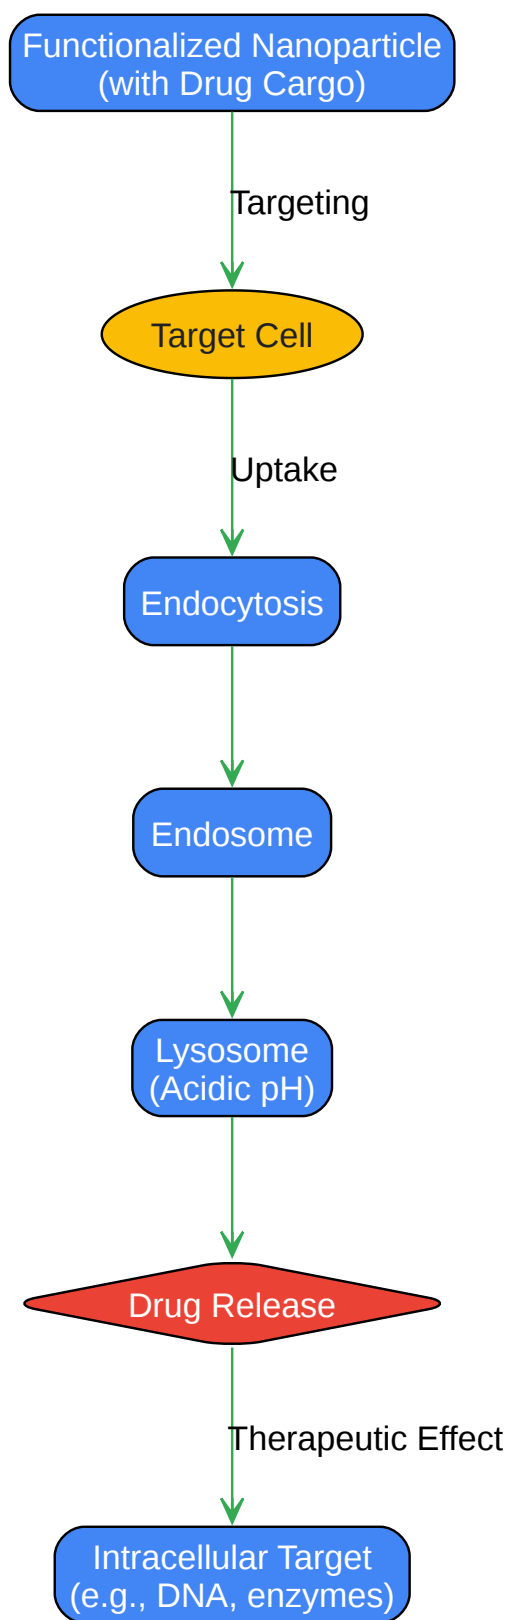 Functionalized Nanoparticle
(with Drug Cargo)
Targeting
Target Cell
Uptake
Endocytosis
Endosome
Lysosome
(Acidic pH)
Drug Release
Therapeutic Effect
Intracellular Target
(e.g., DNA, enzymes)